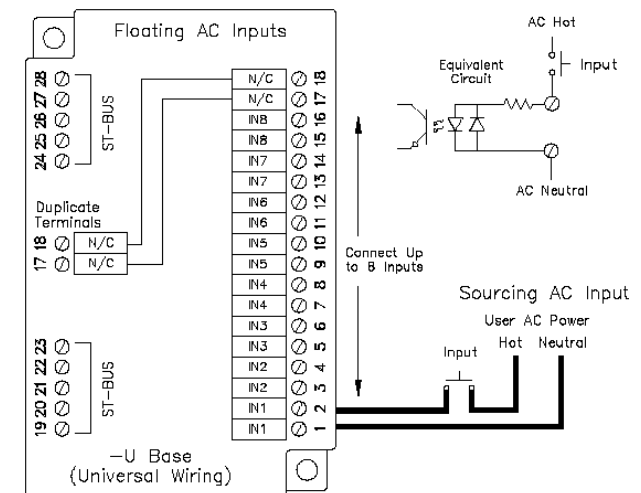 Floating AC Inputs
28
27
26
25
24
ST-BUS
Duplicate
Terminals
18 N/C
17 N/C
23
22
21
20
19
ST-BUS
N/C 18
N/C 17
IN8 16
IN8 15
IN7 14
IN7 13
IN6 12
IN6 11
IN5 10
IN5 9
IN4 8
IN4 7
IN3 6
IN3 5
IN2 4
IN2 3
IN1 2
IN1 1
-U Base
(Universal Wiring)
AC Hot
Input
Equivalent
Circuit
AC Neutral
Connect Up
to 8 Inputs
Sourcing AC Input
User AC Power
Hot Neutral
Input